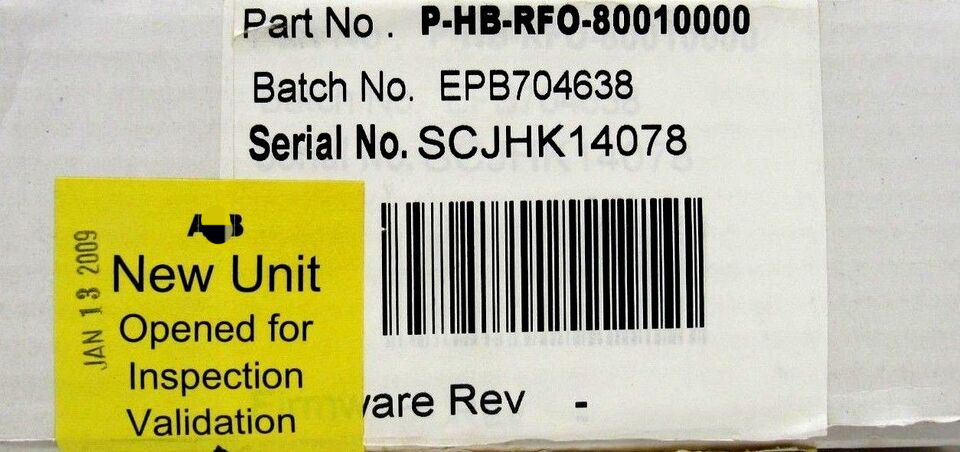 Part No . P-HB-RFO-80010000
Batch No. EPB704638
Serial No. SCJHK14078
JAN 13 2009
New Unit
Opened for
Inspection
Validation
Firmware Rev -